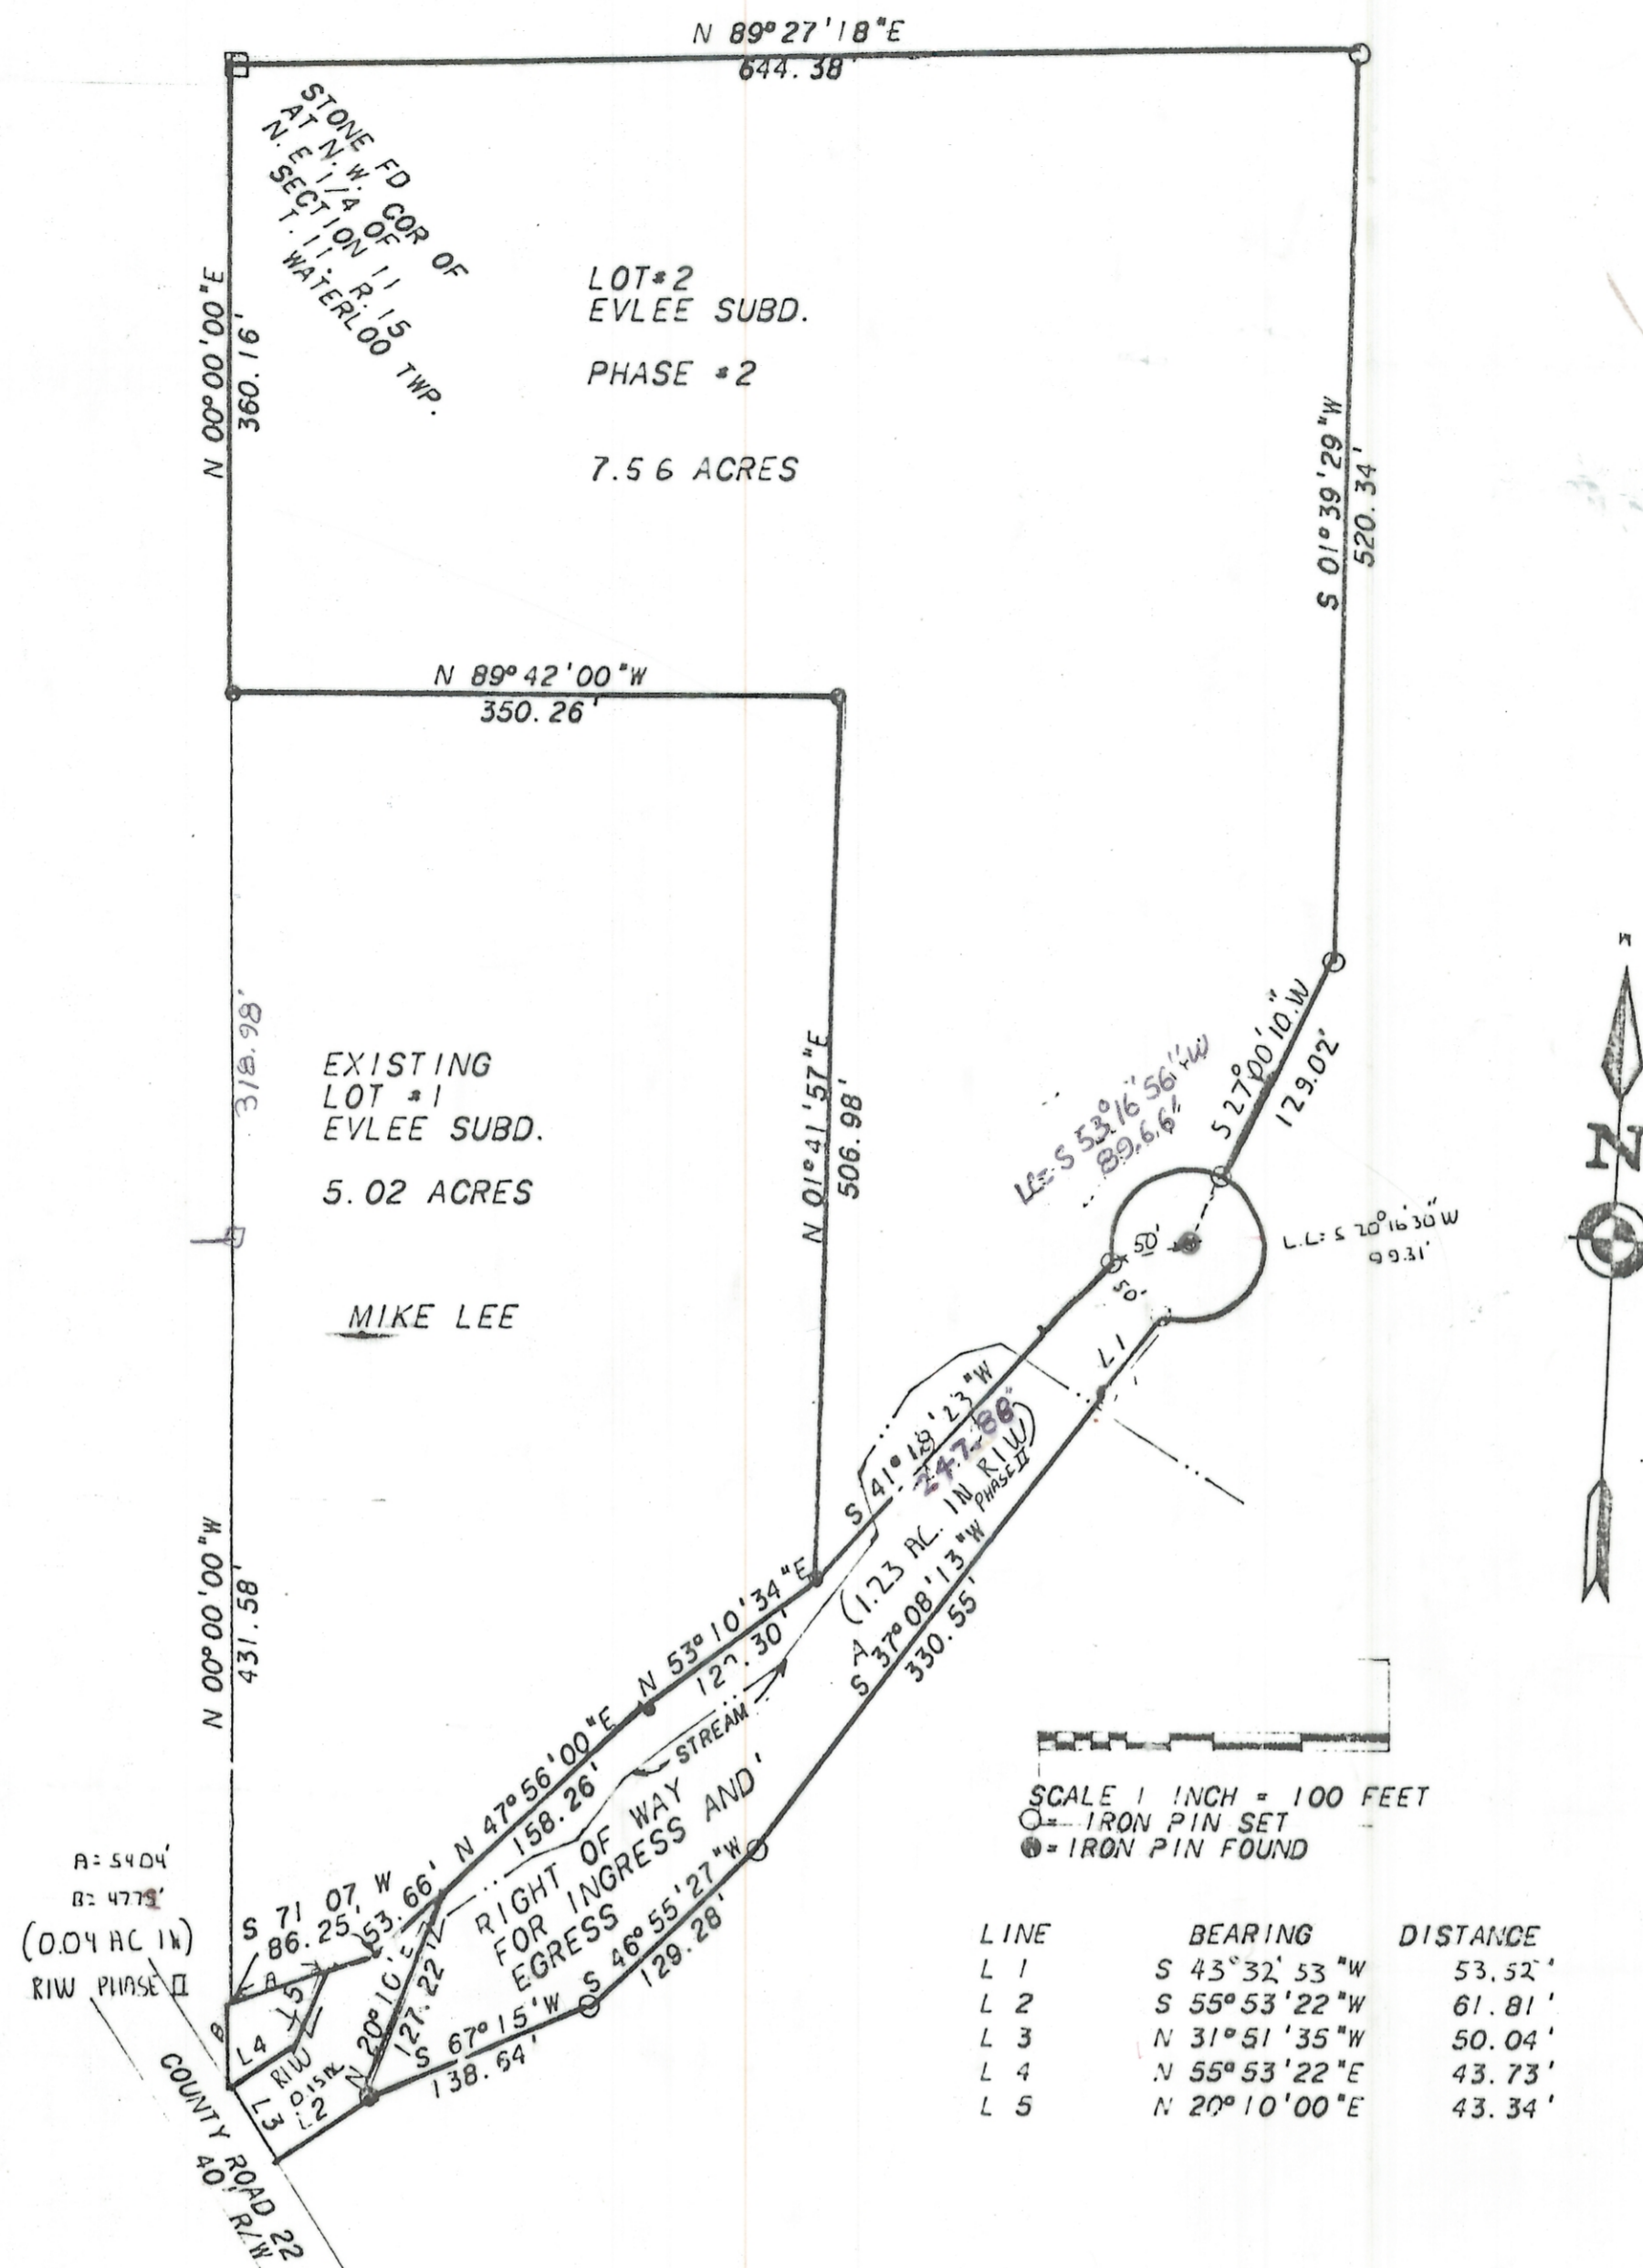 N 89°27'18"E
644.38'
STONE FD
AT N.W. COR OF
N.E 1/4 OF
SECTION 11
T. 11. R. 15
WATERLOO TWP.
N 00°00'00"E
360.16'
LOT#2
EVLEE SUBD.
PHASE #2
7.56 ACRES
S 01°39'29"W
520.34'
N 89°42'00"W
350.26'
318.98'
EXISTING
LOT #1
EVLEE SUBD.
5.02 ACRES
MIKE LEE
N 01°41'57"E
506.98'
S 27°00'10"W
129.02'
S 53°16'56"W
89.66'
50'
50'
L.C= S 20°16'30"W
99.31'
N
L1
S 41°18'23"W
247.88'
(1.23 AC. IN R/W)
PHASE II
S 37°08'13"W
330.55'
N 00°00'00"W
431.58'
N 53°10'34"E
N 47°56'00"E
158.26'
STREAM
RIGHT OF WAY
FOR INGRESS AND
EGRESS
S 46°55'27"W
129.28'
SCALE 1 INCH = 100 FEET
O= IRON PIN SET
●= IRON PIN FOUND
B= 4775'
(0.04 AC IN)
R/W PHASE II
S 71 07 W
86.25'
53.66'
A
B
L5
L4
R/W
L3
L2
N 20°10'E
127.22'
S 67°15'W
138.64'
COUNTY ROAD 22
40' R/W
LINE BEARING DISTANCE
L 1 S 43°32'53"W 53.52'
L 2 S 55°53'22"W 61.81'
L 3 N 31°51'35"W 50.04'
L 4 N 55°53'22"E 43.73'
L 5 N 20°10'00"E 43.34'